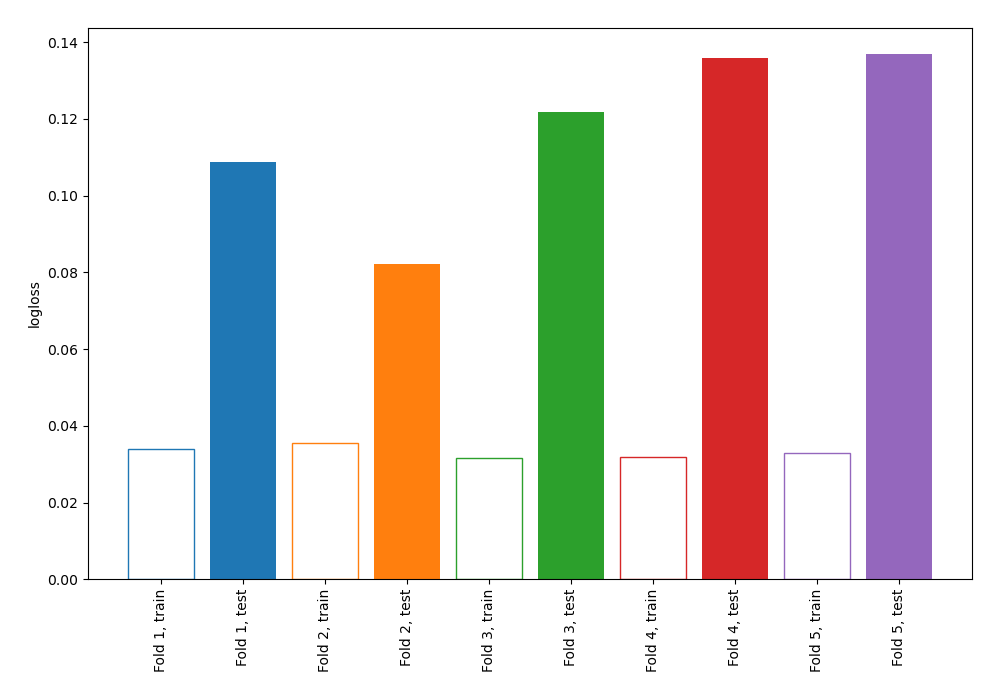 0.14
0.12
0.10
0.08
0.06
0.04
0.02
0.00
logloss
Fold 1, train
Fold 1, test
Fold 2, train
Fold 2, test
Fold 3, train
Fold 3, test
Fold 4, train
Fold 4, test
Fold 5, train
Fold 5, test